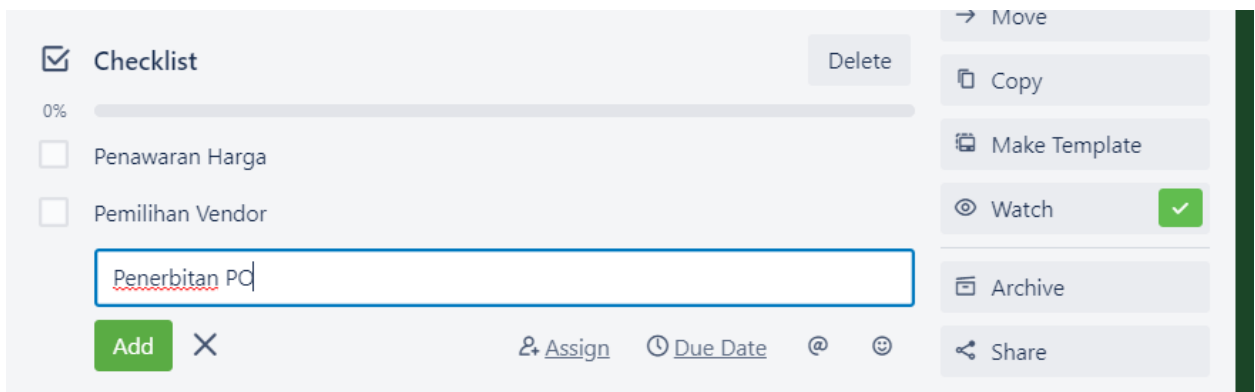 Move
Checklist
Delete
0%
Copy
Penawaran Harga
Make Template
Pemilihan Vendor
Watch
Penerbitan PO
Archive
Add
Assign
Due Date
@
Share